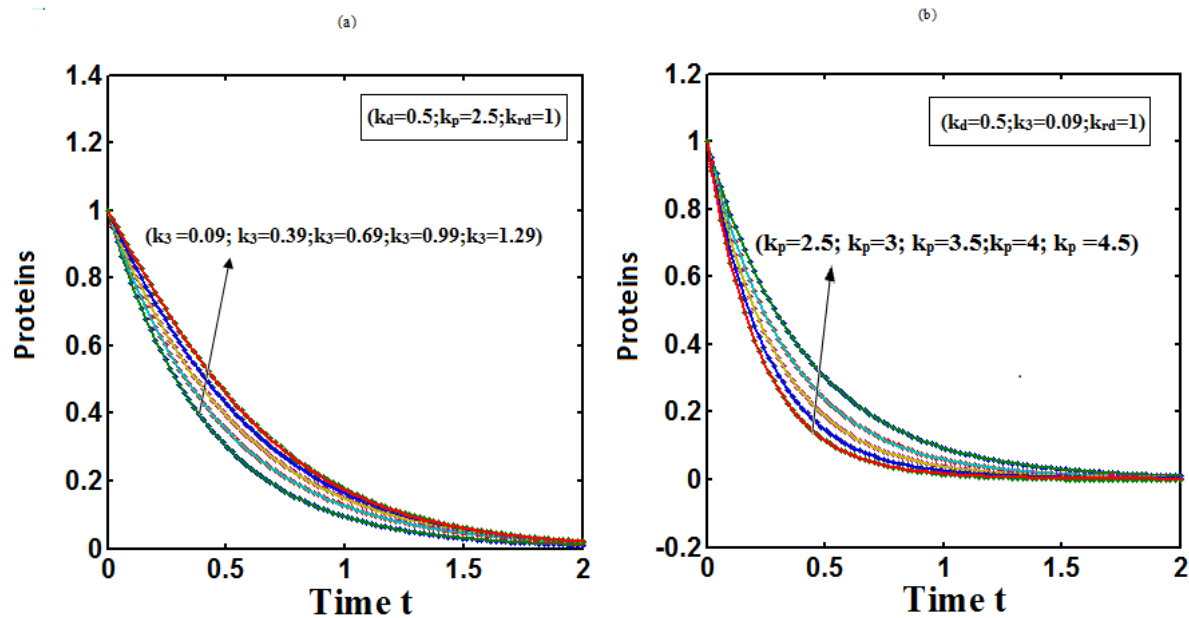 (a)
1.4
1.2
1
0.8
0.6
0.4
0.2
0
0
0.5
1
1.5
2
Proteins
Time t
(kd=0.5;kp=2.5;krd=1)
(k3 =0.09; k3=0.39;k3=0.69;k3=0.99;k3=1.29)
(b)
1.2
1
0.8
0.6
0.4
0.2
0
-0.2
0
0.5
1
1.5
2
Proteins
Time t
(kd=0.5;k3=0.09;krd=1)
(kp=2.5; kp=3; kp=3.5;kp=4; kp =4.5)